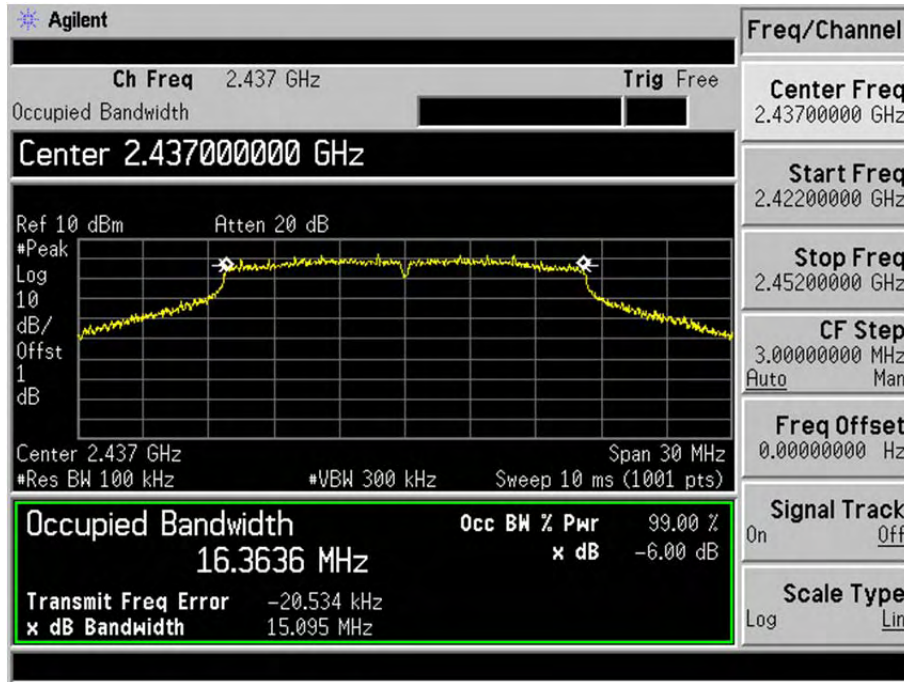 Agilent
Freq/Channel
Ch Freq 2.437 GHz Trig Free
Occupied Bandwidth
Center 2.437000000 GHz
Ref 10 dBm Atten 20 dB
#Peak
Log
10
dB/
Offst
1
dB
Center 2.437 GHz Span 30 MHz
#Res BW 100 kHz #VBW 300 kHz Sweep 10 ms (1001 pts)
Occupied Bandwidth Occ BW % Pwr 99.00 %
16.3636 MHz x dB -6.00 dB
Transmit Freq Error -20.534 kHz
x dB Bandwidth 15.095 MHz
Center Freq
2.43700000 GHz
Start Freq
2.42200000 GHz
Stop Freq
2.45200000 GHz
CF Step
3.00000000 MHz
Auto Man
Freq Offset
0.00000000 Hz
Signal Track
On Off
Scale Type
Log Lin